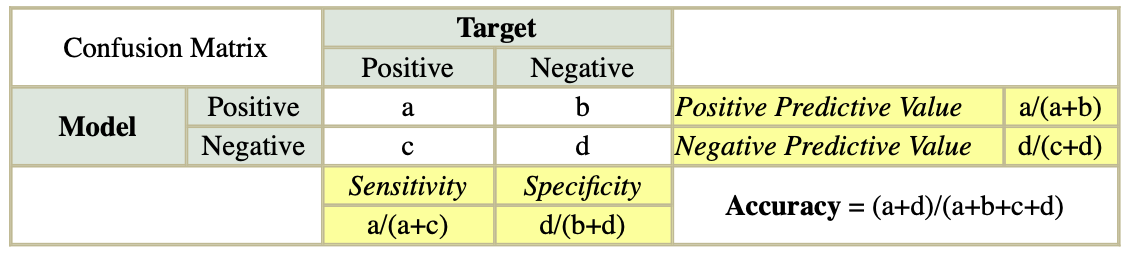 Confusion Matrix
Target
Positive Negative
Model
Positive a b Positive Predictive Value a/(a+b)
Negative c d Negative Predictive Value d/(c+d)
Sensitivity Specificity
a/(a+c) d/(b+d)
Accuracy = (a+d)/(a+b+c+d)